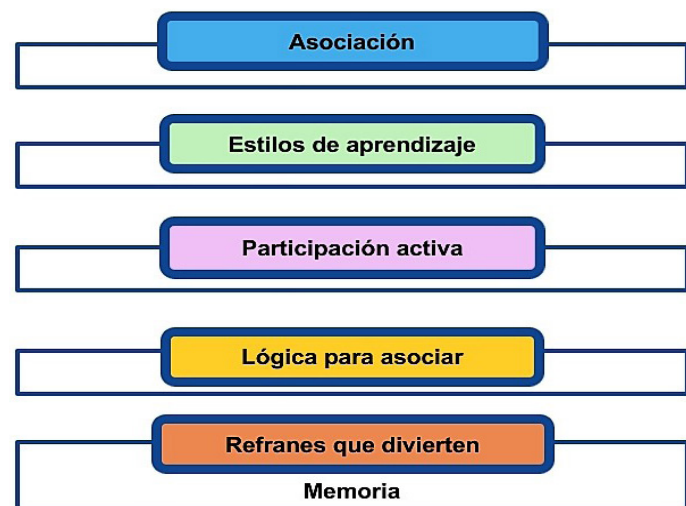 Asociación
Estilos de aprendizaje
Participación activa
Lógica para asociar
Refranes que divierten
Memoria